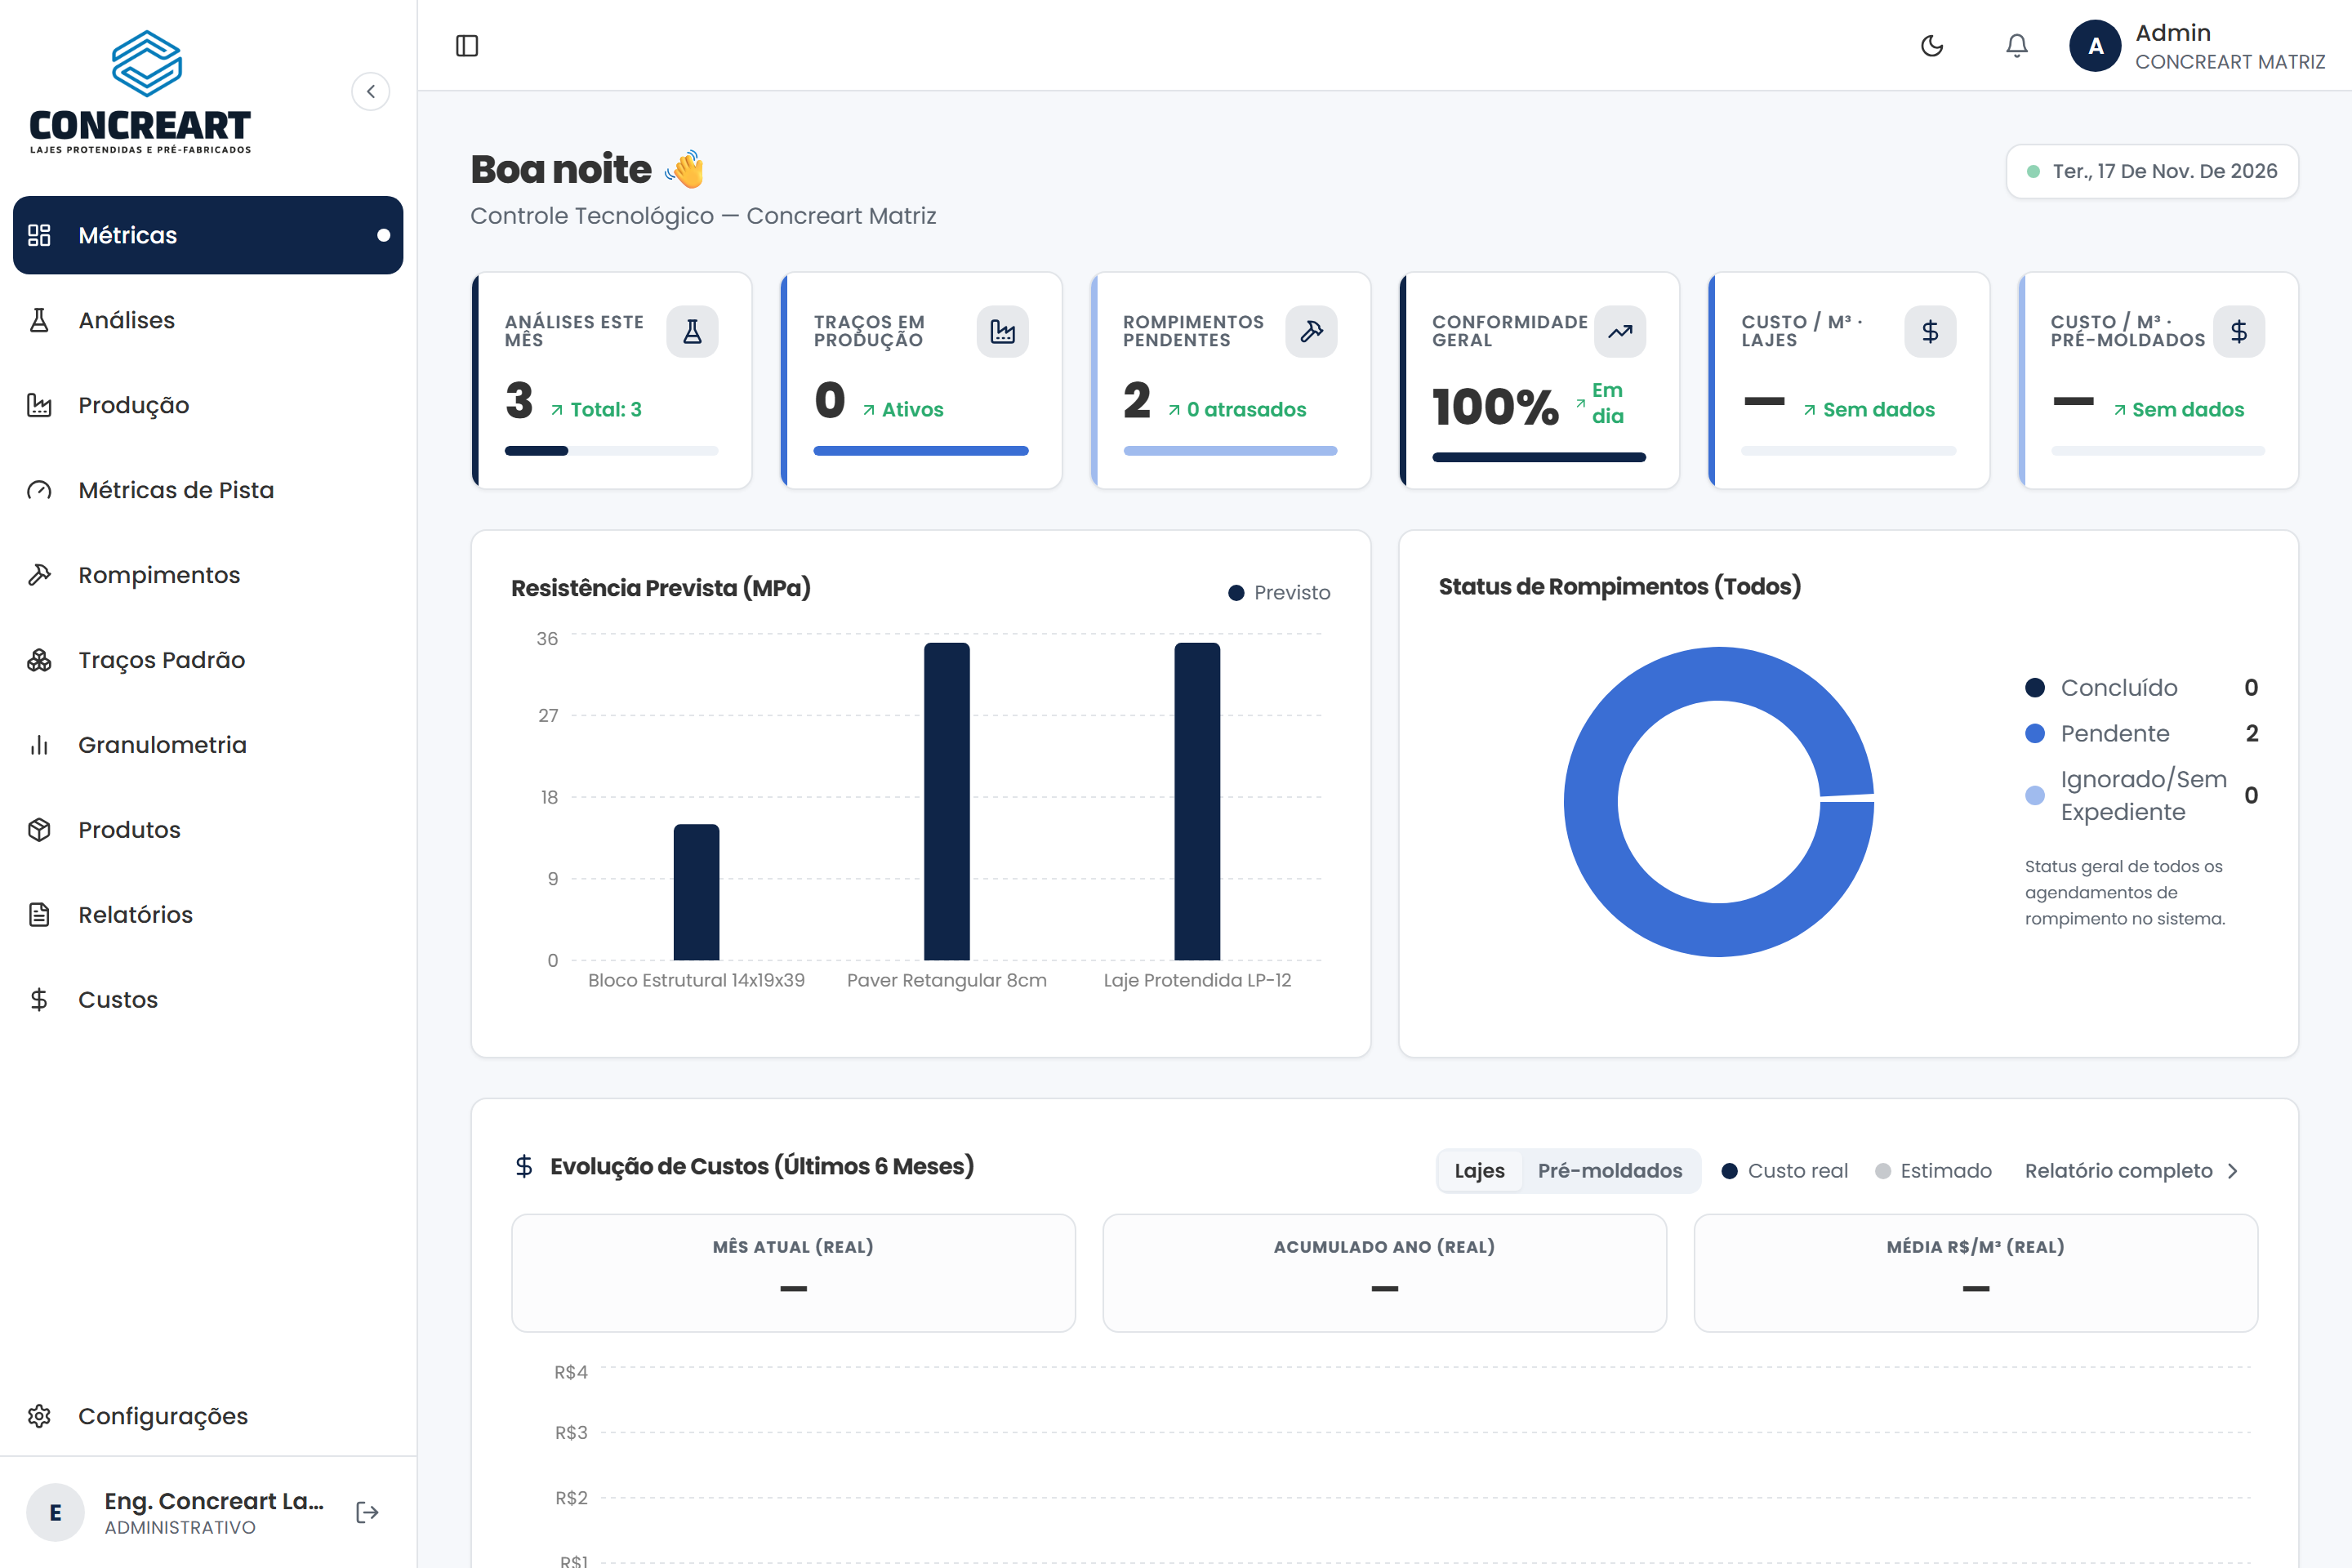 CONCREART
LAJES PROTENDIDAS E PRÉ-FABRICADOS
Métricas
Análises
Produção
Métricas de Pista
Rompimentos
Traços Padrão
Granulometria
Produtos
Relatórios
Custos
Configurações
E
Eng. Concreart La...
ADMINISTRATIVO
A
Admin
CONCREART MATRIZ
Boa noite 👋
Controle Tecnológico — Concreart Matriz
Ter., 17 De Nov. De 2026
ANÁLISES ESTE
MÊS
3
Total: 3
TRAÇOS EM
PRODUÇÃO
0
Ativos
ROMPIMENTOS
PENDENTES
2
0 atrasados
CONFORMIDADE
GERAL
100%
Em
dia
CUSTO / M³ ·
LAJES
—
Sem dados
CUSTO / M³ ·
PRÉ-MOLDADOS
—
Sem dados
Resistência Prevista (MPa)
Previsto
36
27
18
9
0
Bloco Estrutural 14x19x39
Paver Retangular 8cm
Laje Protendida LP-12
Status de Rompimentos (Todos)
Concluído 0
Pendente 2
Ignorado/Sem
Expediente 0
Status geral de todos os
agendamentos de
rompimento no sistema.
Evolução de Custos (Últimos 6 Meses)
Lajes
Pré-moldados
Custo real
Estimado
Relatório completo
MÊS ATUAL (REAL)
—
ACUMULADO ANO (REAL)
—
MÉDIA R$/M³ (REAL)
—
R$4
R$3
R$2
R$1